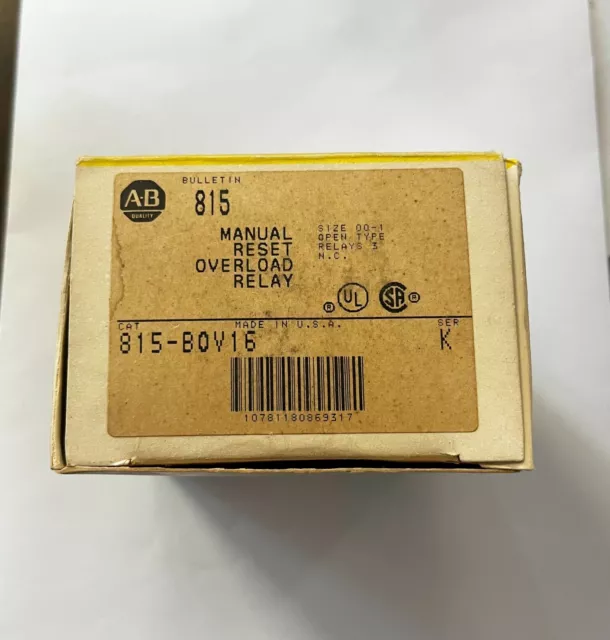 BULLETIN
A-B
QUALITY
815
MANUAL
RESET
OVERLOAD
RELAY
SIZE 00-1
OPEN TYPE
RELAYS 3
N.C.
® UL SA ®
CAT MADE IN U.S.A. SER
815-BOV16 K
10781180869317